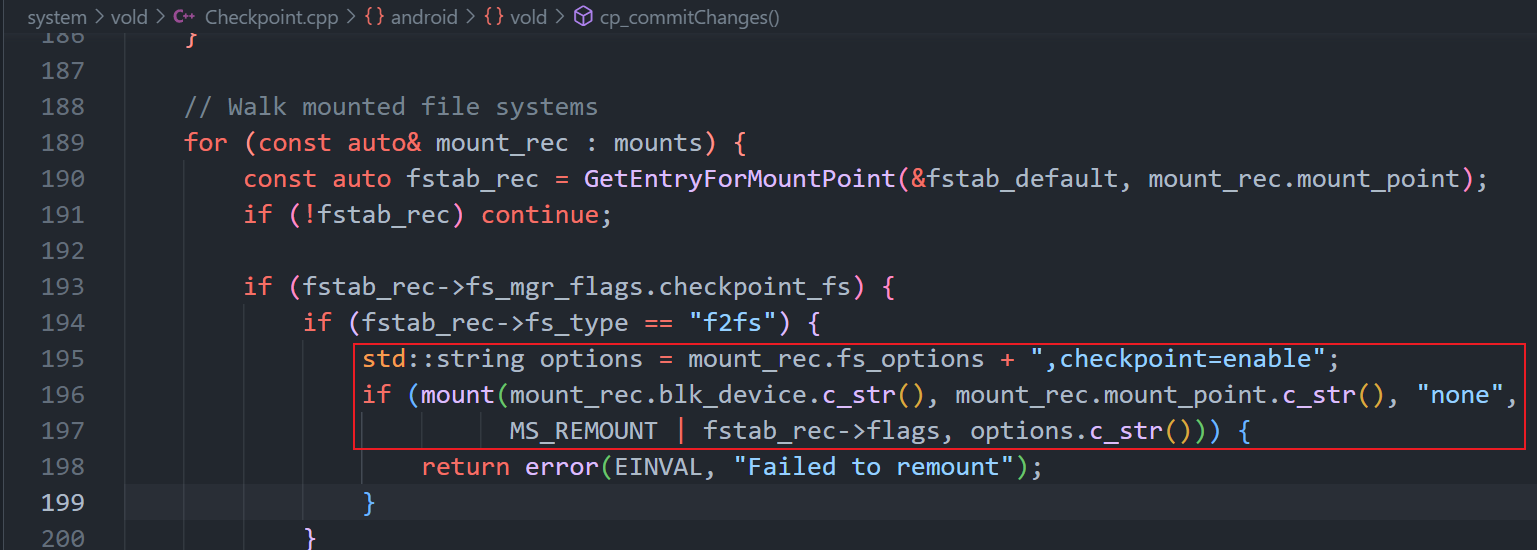 system > vold > C++ Checkpoint.cpp > {} android > {} vold > cp_commitChanges()
186 }
187
188 // Walk mounted file systems
189 for (const auto& mount_rec : mounts) {
190 const auto fstab_rec = GetEntryForMountPoint(&fstab_default, mount_rec.mount_point);
191 if (!fstab_rec) continue;
192
193 if (fstab_rec->fs_mgr_flags.checkpoint_fs) {
194 if (fstab_rec->fs_type == "f2fs") {
195 std::string options = mount_rec.fs_options + ",checkpoint=enable";
196 if (mount(mount_rec.blk_device.c_str(), mount_rec.mount_point.c_str(), "none",
197 MS_REMOUNT | fstab_rec->flags, options.c_str())) {
198 return error(EINVAL, "Failed to remount");
199 }
200 }